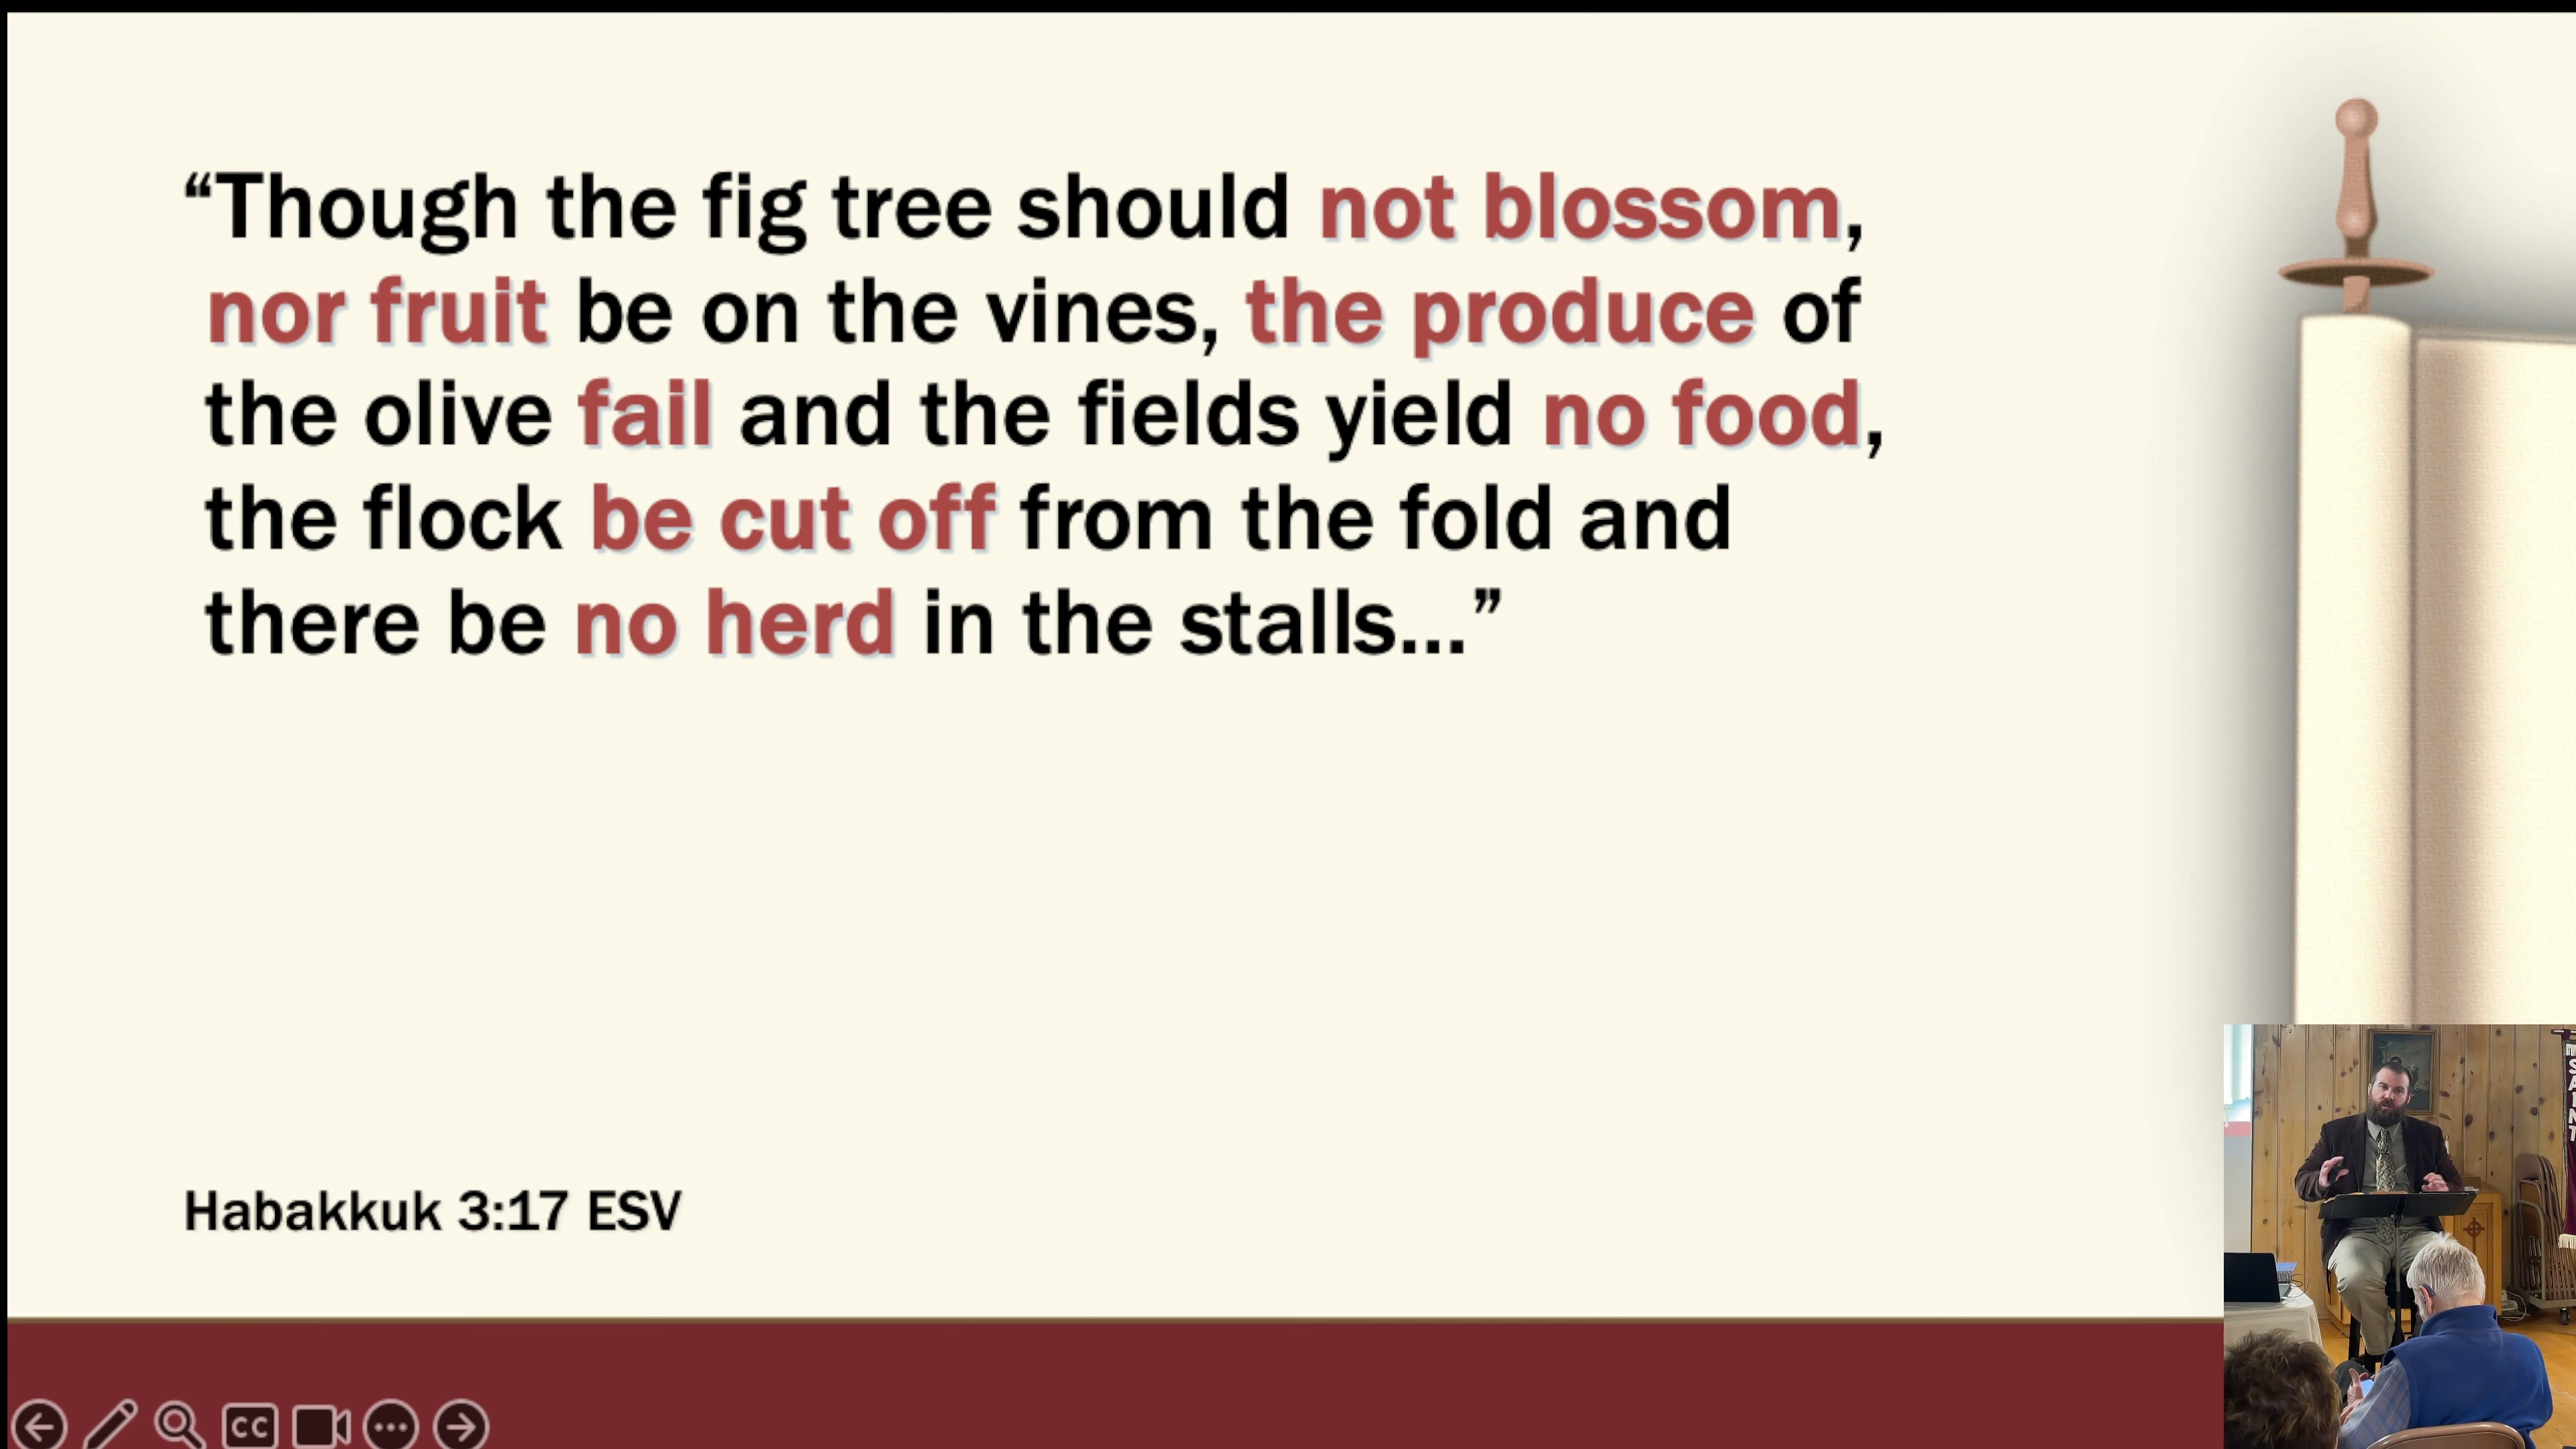 “Though the fig tree should not blossom,
nor fruit be on the vines, the produce of
the olive fail and the fields yield no food,
the flock be cut off from the fold and
there be no herd in the stalls...”
Habakkuk 3:17 ESV
CC
SAINT